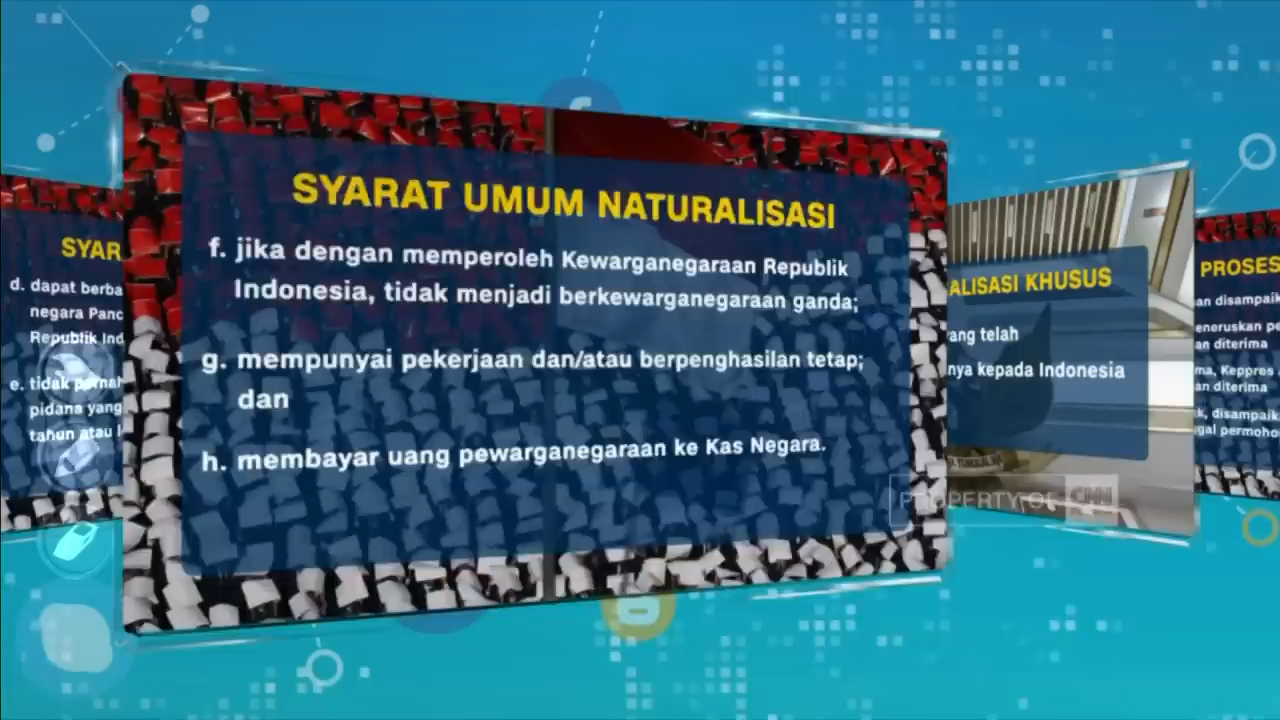 SYAR
d. dapat berba
negara Panc
Republik Ind
e. tidak pernah
pidana yang
tahun atau l
SYARAT UMUM NATURALISASI
f. jika dengan memperoleh Kewarganegaraan Republik
Indonesia, tidak menjadi berkewarganegaraan ganda;
g. mempunyai pekerjaan dan/atau berpenghasilan tetap;
dan
h. membayar uang pewarganegaraan ke Kas Negara.
ALISASI KHUSUS
yang telah
nya kepada Indonesia
PROSES
an disampaik
eneruskan pe
an diterima
ma, Keppres
an diterima
k, disampaik
gal permoho
PROPERTY OF CNN